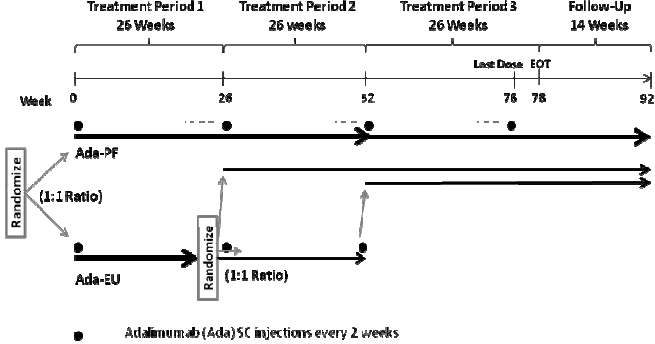 Treatment Period 1 Treatment Period 2 Treatment Period 3 Follow-Up
26 Weeks 26 weeks 26 Weeks 14 Weeks
Last Dose EOT
Week 0 26 52 76 78 92
Ada-PF
Randomize
(1:1 Ratio)
Randomize
(1:1 Ratio)
Ada-EU
Adalimumab (Ada) SC injections every 2 weeks